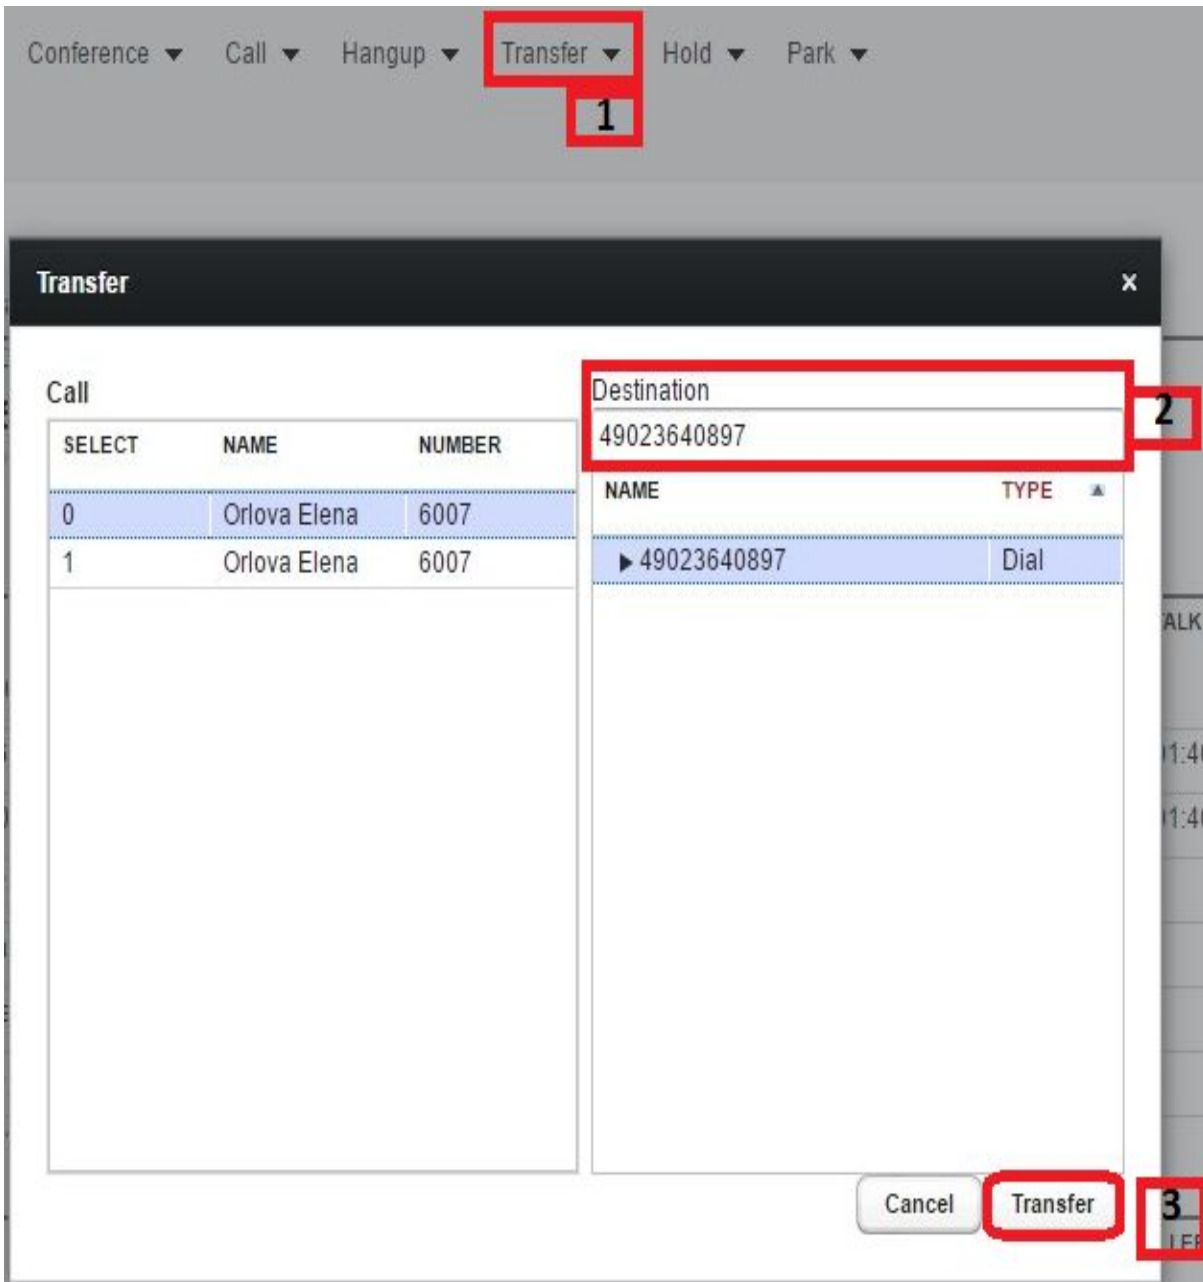 Conference Call Hangup Transfer Hold Park
1
Transfer x
Call
SELECT NAME NUMBER
0 Orlova Elena 6007
1 Orlova Elena 6007
Destination
2
49023640897
NAME TYPE
49023640897 Dial
Cancel Transfer
3